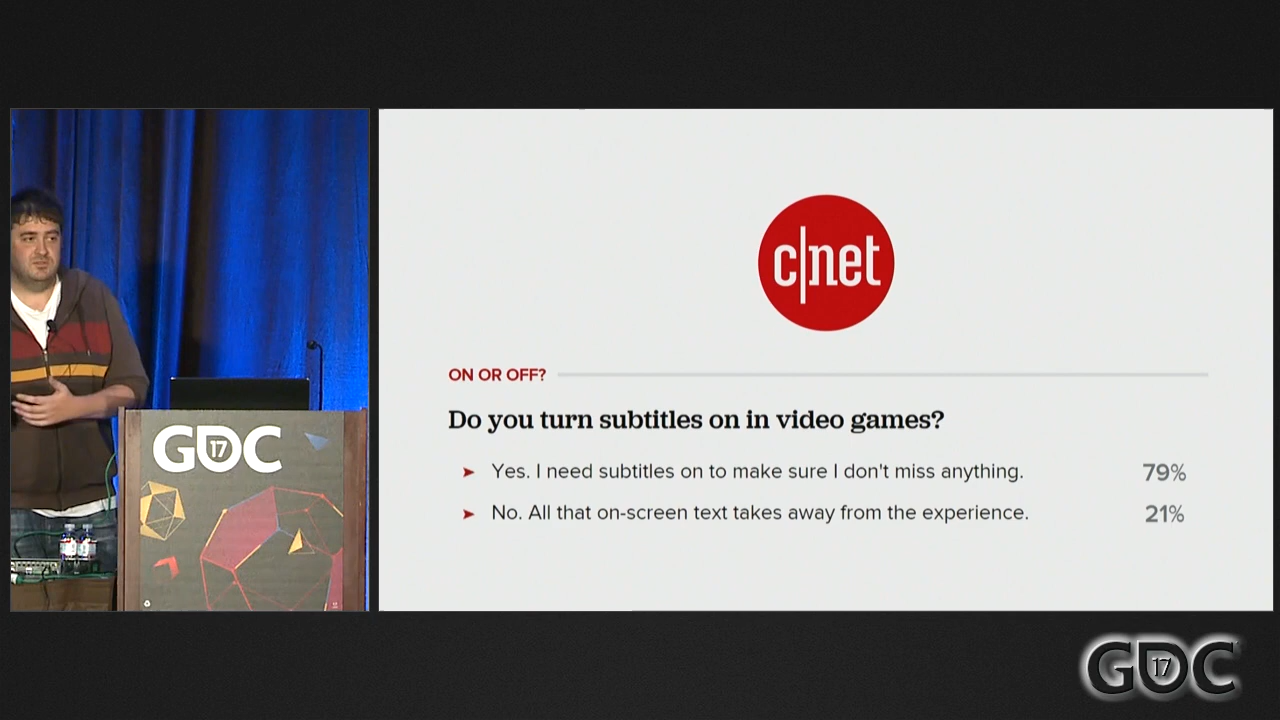 c|net
ON OR OFF?
Do you turn subtitles on in video games?
➤ Yes. I need subtitles on to make sure I don't miss anything. 79%
➤ No. All that on-screen text takes away from the experience. 21%
GDC
17
GDC
17